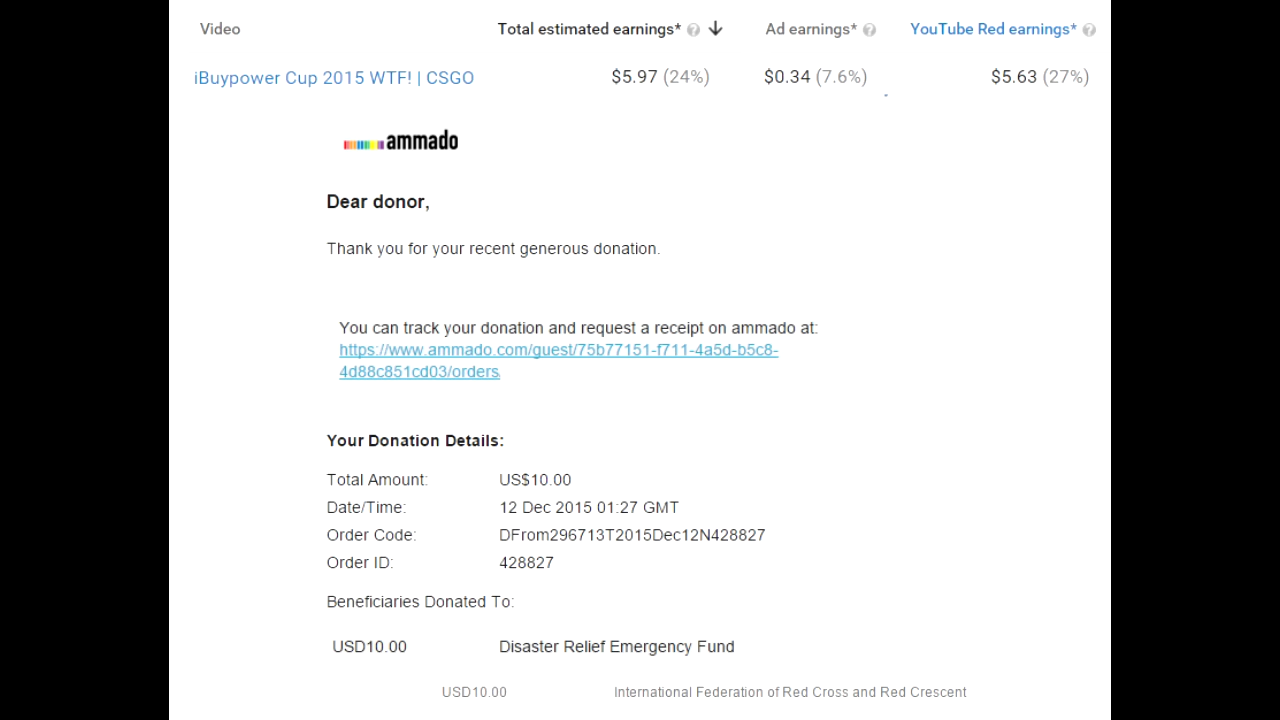 Video Total estimated earnings* ? ↓ Ad earnings* ? YouTube Red earnings* ?
iBuypower Cup 2015 WTF! | CSGO $5.97 (24%) $0.34 (7.6%) $5.63 (27%)
ammado
Dear donor,
Thank you for your recent generous donation.
You can track your donation and request a receipt on ammado at:
https://www.ammado.com/guest/75b77151-f711-4a5d-b5c8-
4d88c851cd03/orders
Your Donation Details:
Total Amount: US$10.00
Date/Time: 12 Dec 2015 01:27 GMT
Order Code: DFrom296713T2015Dec12N428827
Order ID: 428827
Beneficiaries Donated To:
USD10.00 Disaster Relief Emergency Fund
USD10.00 International Federation of Red Cross and Red Crescent